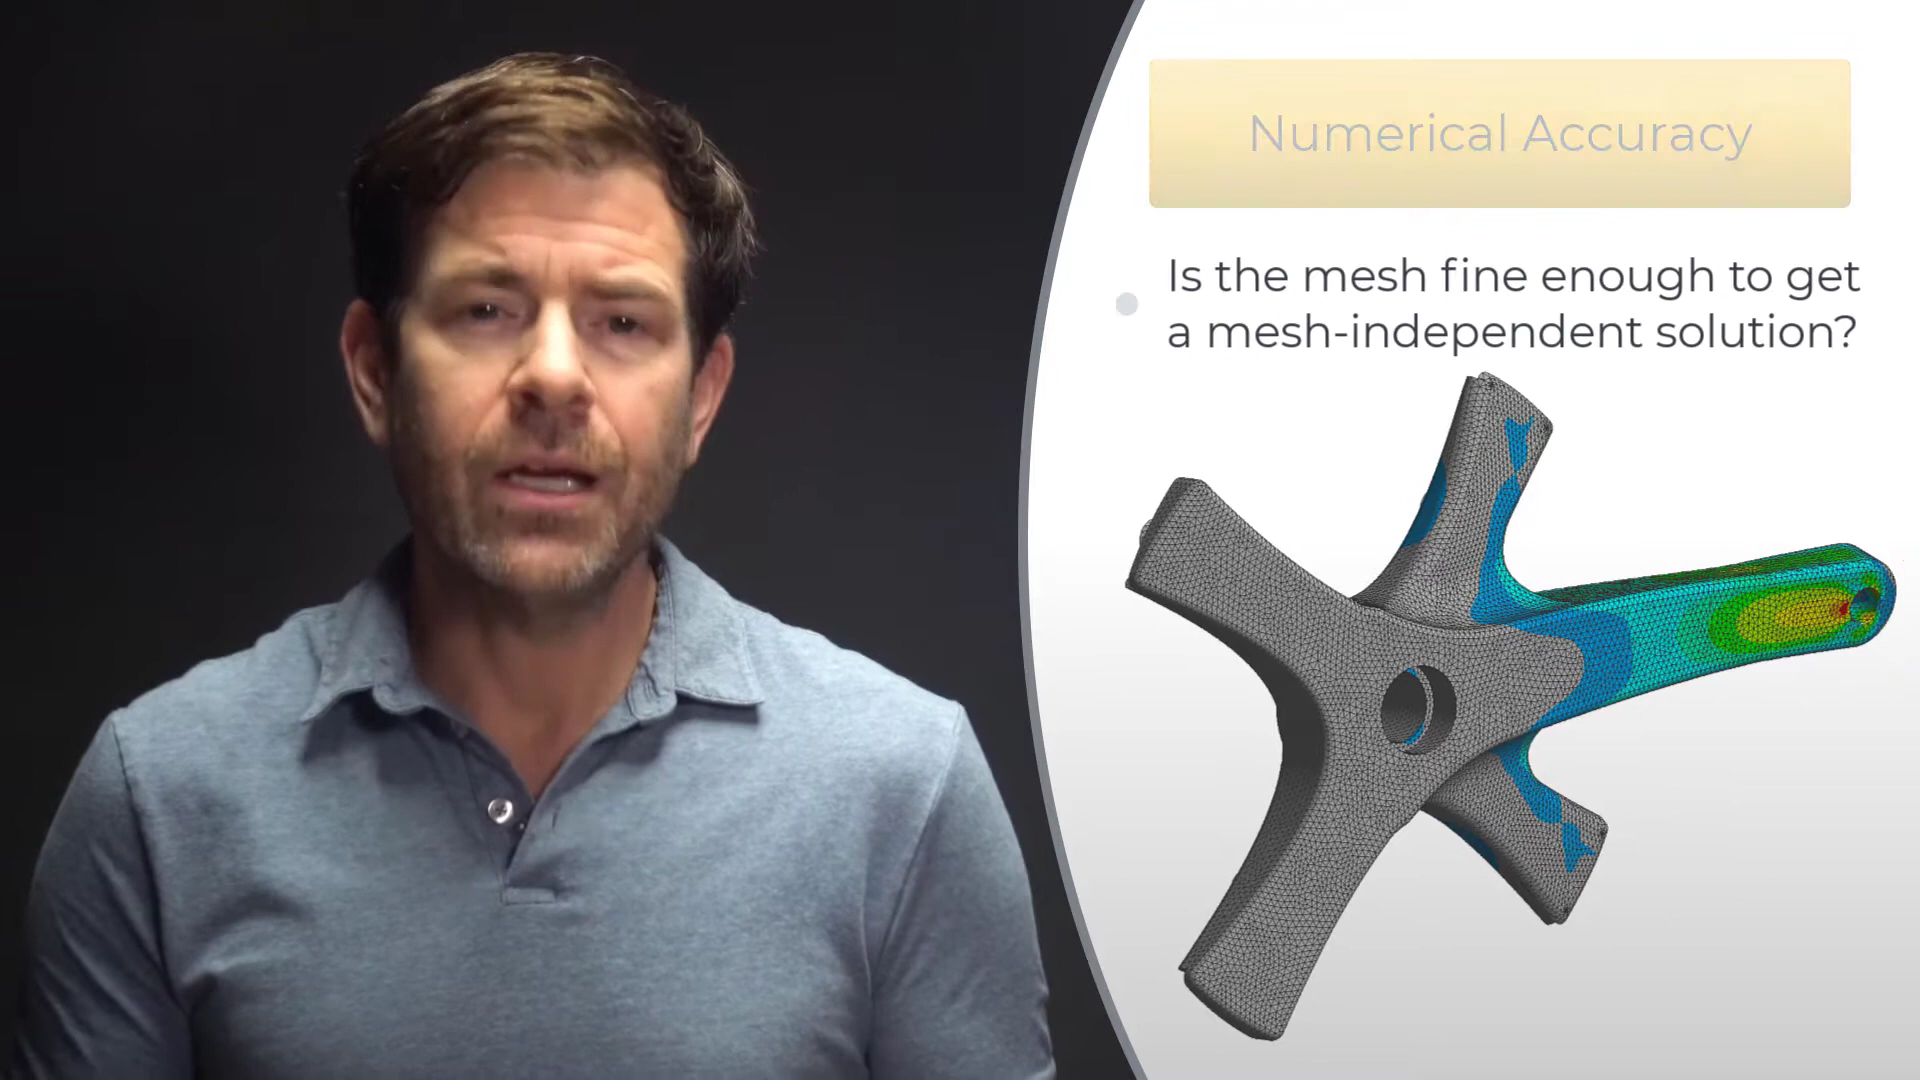 Numerical Accuracy
Is the mesh fine enough to get
a mesh-independent solution?